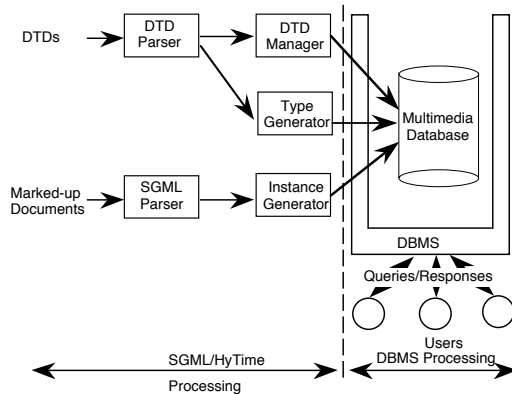 DTDs
DTD
Parser
DTD
Manager
Type
Generator
Multimedia
Database
Marked-up
Documents
SGML
Parser
Instance
Generator
DBMS
Queries/Responses
Users
DBMS Processing
SGML/HyTime
Processing